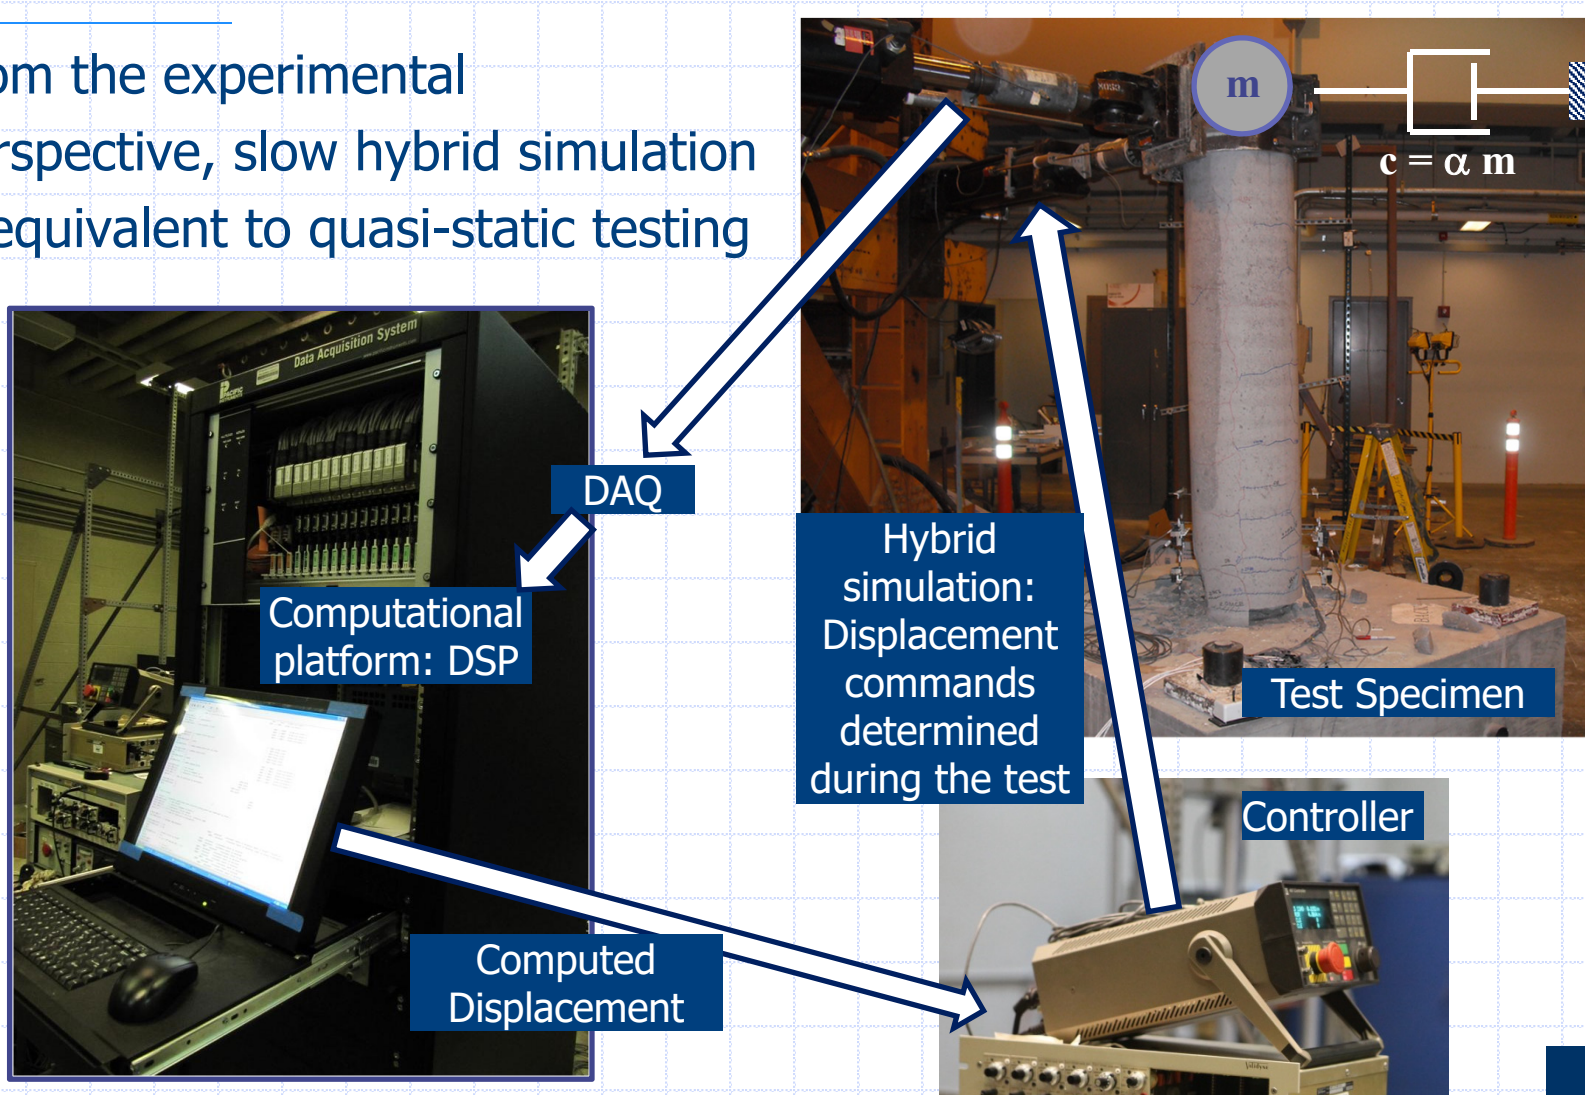 om the experimental
rspective, slow hybrid simulation
equivalent to quasi-static testing
m
c = α m
Data Acquisition System
PACIFIC
DAQ
Computational
platform: DSP
Hybrid
simulation:
Displacement
commands
determined
during the test
Test Specimen
Controller
Computed
Displacement